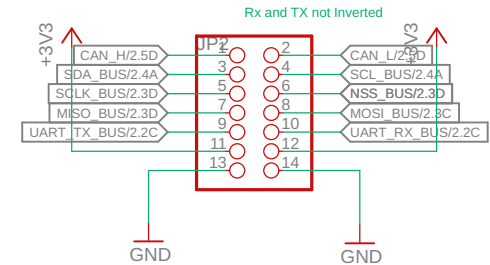 Rx and TX not Inverted
+3V3 JP2 +3V3
CAN_H/2.5D 1 2 CAN_L/2.5D
SDA_BUS/2.4A 3 4 SCL_BUS/2.4A
SCLK_BUS/2.3D 5 6 NSS_BUS/2.3D
MISO_BUS/2.3D 7 8 MOSI_BUS/2.3C
UART_TX_BUS/2.2C 9 10 UART_RX_BUS/2.2C
11 12
13 14
GND GND